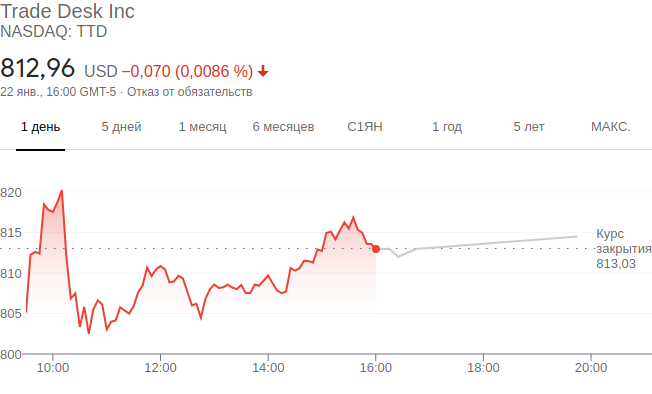 Trade Desk Inc
NASDAQ: TTD
812,96 USD −0,070 (0,0086 %)
22 янв., 16:00 GMT-5 · Отказ от обязательств
1 день 5 дней 1 месяц 6 месяцев С1ЯН 1 год 5 лет МАКС.
820
815
810
805
800
Курс
закрытия
813,03
10:00 12:00 14:00 16:00 18:00 20:00